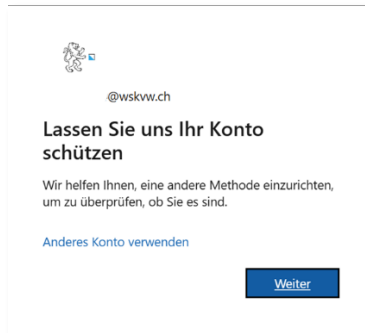 @wskvw.ch
Lassen Sie uns Ihr Konto
schützen
Wir helfen Ihnen, eine andere Methode einzurichten,
um zu überprüfen, ob Sie es sind.
Anderes Konto verwenden
Weiter